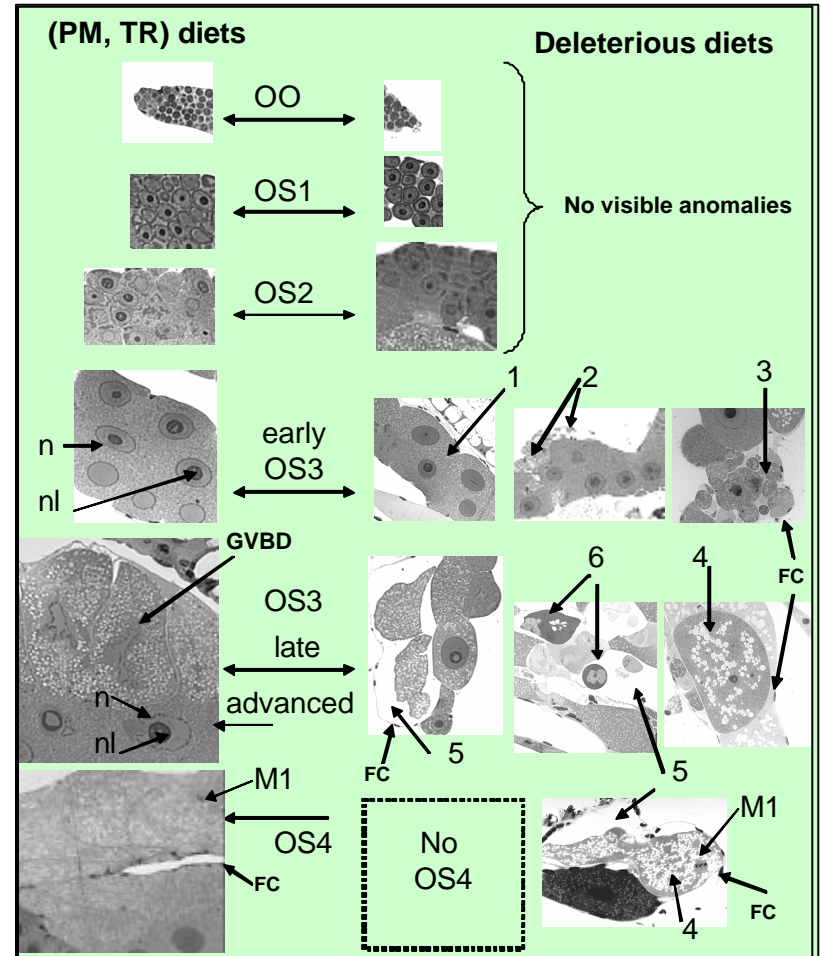 (PM, TR) diets
Deleterious diets
OO
OS1
No visible anomalies
OS2
1
2
3
n
early
OS3
nl
GVBD
FC
6
4
OS3
late
n
advanced
nl
5
FC
5
M1
M1
OS4
No
OS4
FC
FC
4